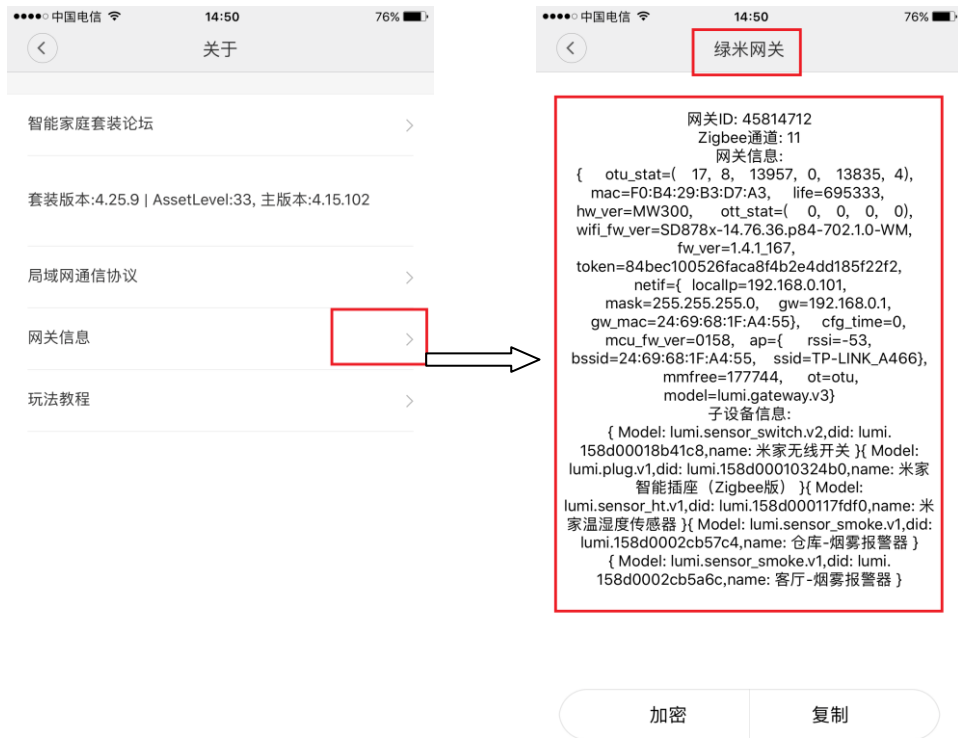 ●●●●○ 中国电信 14:50 76%
关于
智能家庭套装论坛
套装版本:4.25.9 | AssetLevel:33, 主版本:4.15.102
局域网通信协议
网关信息
玩法教程
●●●●○ 中国电信 14:50 76%
绿米网关
网关ID: 45814712
Zigbee通道: 11
网关信息:
{ otu_stat=( 17, 8, 13957, 0, 13835, 4),
mac=F0:B4:29:B3:D7:A3, life=695333,
hw_ver=MW300, ott_stat=( 0, 0, 0, 0),
wifi_fw_ver=SD878x-14.76.36.p84-702.1.0-WM,
fw_ver=1.4.1_167,
token=84bec100526faca8f4b2e4dd185f22f2,
netif={ localIp=192.168.0.101,
mask=255.255.255.0, gw=192.168.0.1,
gw_mac=24:69:68:1F:A4:55}, cfg_time=0,
mcu_fw_ver=0158, ap={ rssi=-53,
bssid=24:69:68:1F:A4:55, ssid=TP-LINK_A466},
mmfree=177744, ot=otu,
model=lumi.gateway.v3}
子设备信息:
{ Model: lumi.sensor_switch.v2,did: lumi.
158d00018b41c8,name: 米家无线开关 }{ Model:
lumi.plug.v1,did: lumi.158d00010324b0,name: 米家
智能插座（Zigbee版） }{ Model:
lumi.sensor_ht.v1,did: lumi.158d000117fdf0,name: 米
家温湿度传感器 }{ Model: lumi.sensor_smoke.v1,did:
lumi.158d0002cb57c4,name: 仓库-烟雾报警器 }
{ Model: lumi.sensor_smoke.v1,did: lumi.
158d0002cb5a6c,name: 客厅-烟雾报警器 }
加密
复制